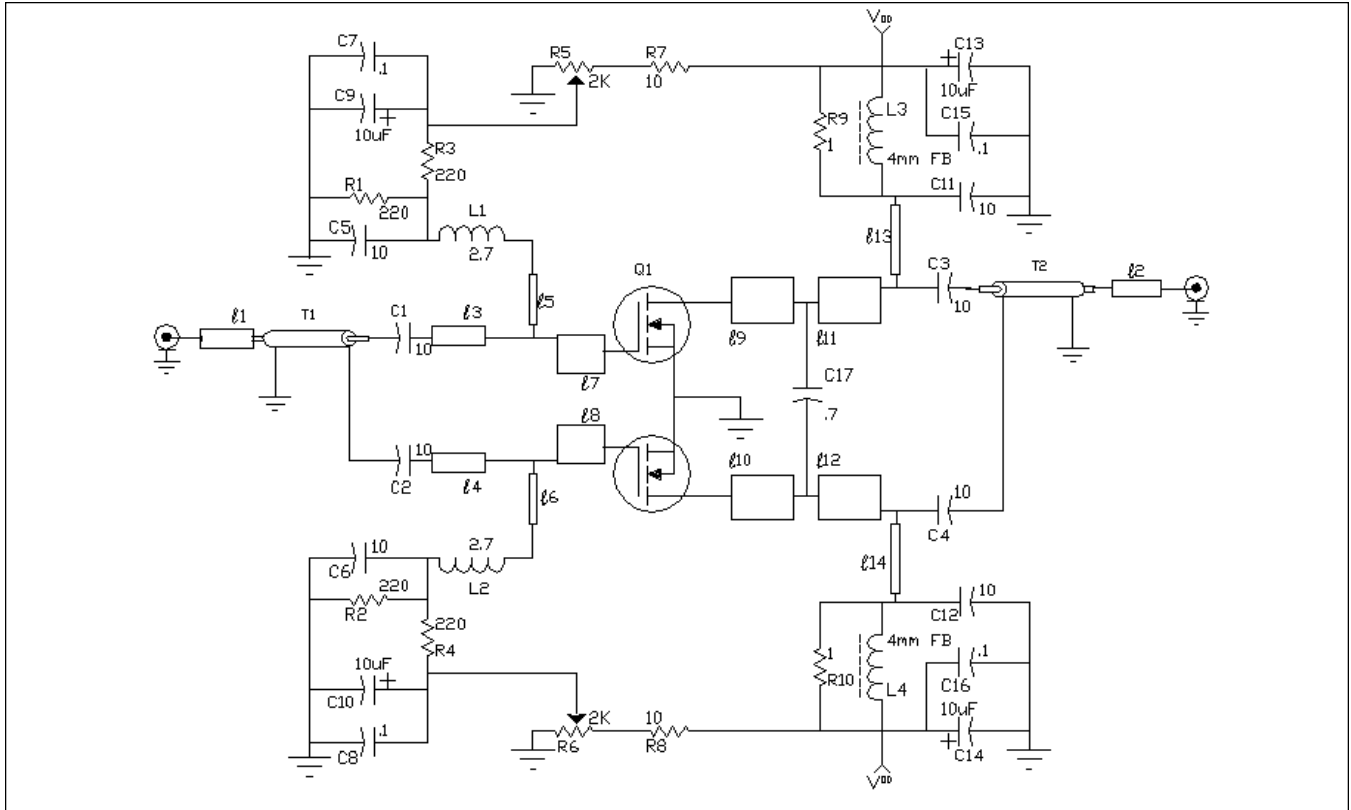 VDD
C7
.1
R5
2K
R7
10
C13
+
10uF
C9
10uF
+
R9
1
L3
C15
.1
4mm FB
R3
220
R1
220
C11
10
C5
10
L1
2.7
ℓ13
Q1
C3
10
T2
ℓ2
ℓ5
ℓ1
T1
C1
10
ℓ3
ℓ9
ℓ11
ℓ7
C17
.7
ℓ8
10
C2
ℓ4
ℓ10
ℓ12
ℓ6
10
C4
10
C6
2.7
L2
ℓ14
220
R2
10
C12
220
R4
4mm FB
1
R10
.1
C16
10uF
+
C10
L4
10uF
+
C14
.1
C8
2K
R6
10
R8
VDD